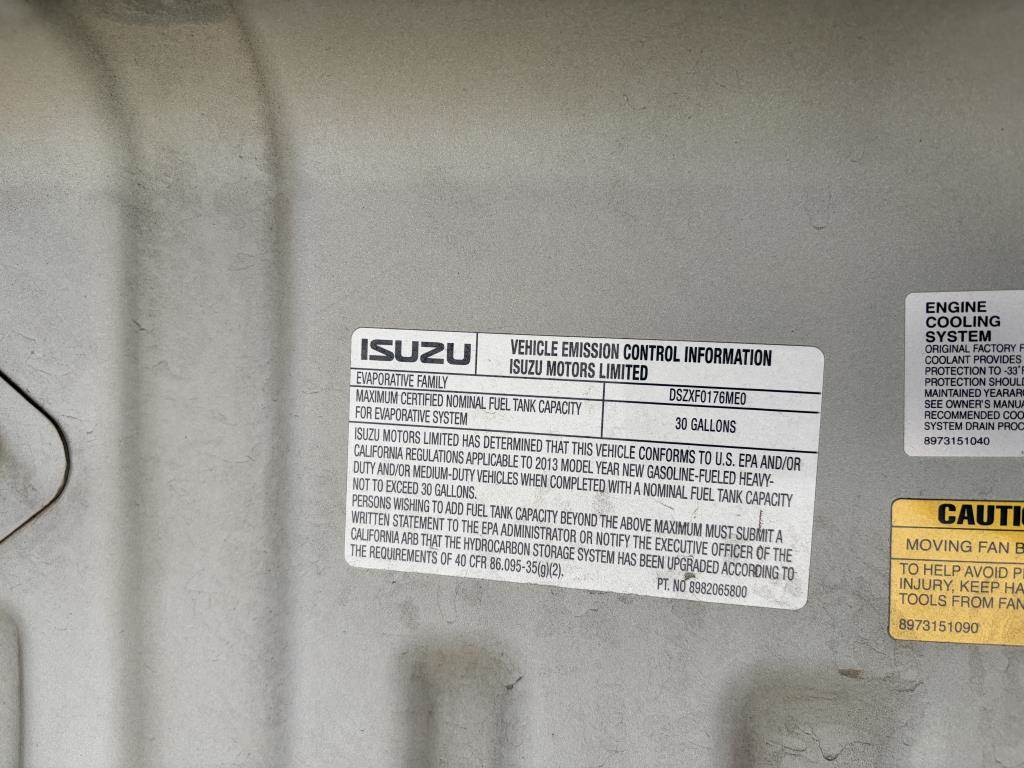 ISUZU
VEHICLE EMISSION CONTROL INFORMATION
ISUZU MOTORS LIMITED
EVAPORATIVE FAMILY
DSZXF0176ME0
MAXIMUM CERTIFIED NOMINAL FUEL TANK CAPACITY
FOR EVAPORATIVE SYSTEM
30 GALLONS
ISUZU MOTORS LIMITED HAS DETERMINED THAT THIS VEHICLE CONFORMS TO U.S. EPA AND/OR
CALIFORNIA REGULATIONS APPLICABLE TO 2013 MODEL YEAR NEW GASOLINE-FUELED HEAVY-
DUTY AND/OR MEDIUM-DUTY VEHICLES WHEN COMPLETED WITH A NOMINAL FUEL TANK CAPACITY
NOT TO EXCEED 30 GALLONS.
PERSONS WISHING TO ADD FUEL TANK CAPACITY BEYOND THE ABOVE MAXIMUM MUST SUBMIT A
WRITTEN STATEMENT TO THE EPA ADMINISTRATOR OR NOTIFY THE EXECUTIVE OFFICER OF THE
CALIFORNIA ARB THAT THE HYDROCARBON STORAGE SYSTEM HAS BEEN UPGRADED ACCORDING TO
THE REQUIREMENTS OF 40 CFR 86.095-35(g)(2).
PT. NO 8982065800
ENGINE
COOLING
SYSTEM
ORIGINAL FACTORY
COOLANT PROVIDES
PROTECTION TO -33°
PROTECTION
MAINTAINED
SEE OWNER'S
RECOMMENDED
SYSTEM DRAIN
8973151040
MOVING FAN
TO HELP AVOID
INJURY, KEEP
TOOLS FROM FAN
8973151090